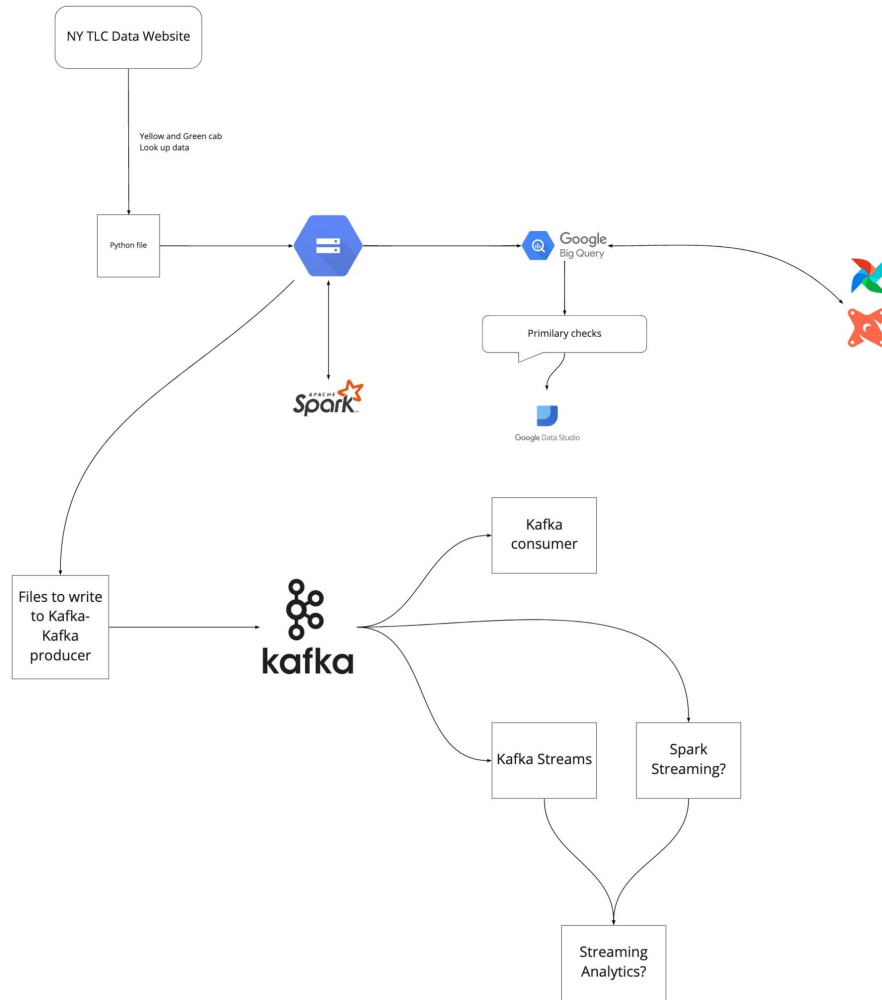 NY TLC Data Website
Yellow and Green cab
Look up data
Python file
Google
Big Query
Primilary checks
APACHE
Spark
Google Data Studio
Kafka
consumer
Files to write
to Kafka-
Kafka
producer
kafka
Kafka Streams
Spark
Streaming?
Streaming
Analytics?